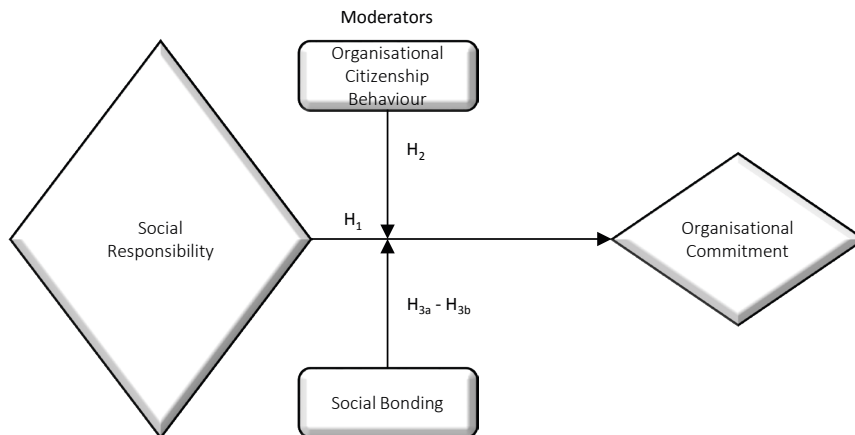 Moderators
Organisational
Citizenship
Behaviour
H2
H1
Social
Responsibility
Organisational
Commitment
H3a - H3b
Social Bonding